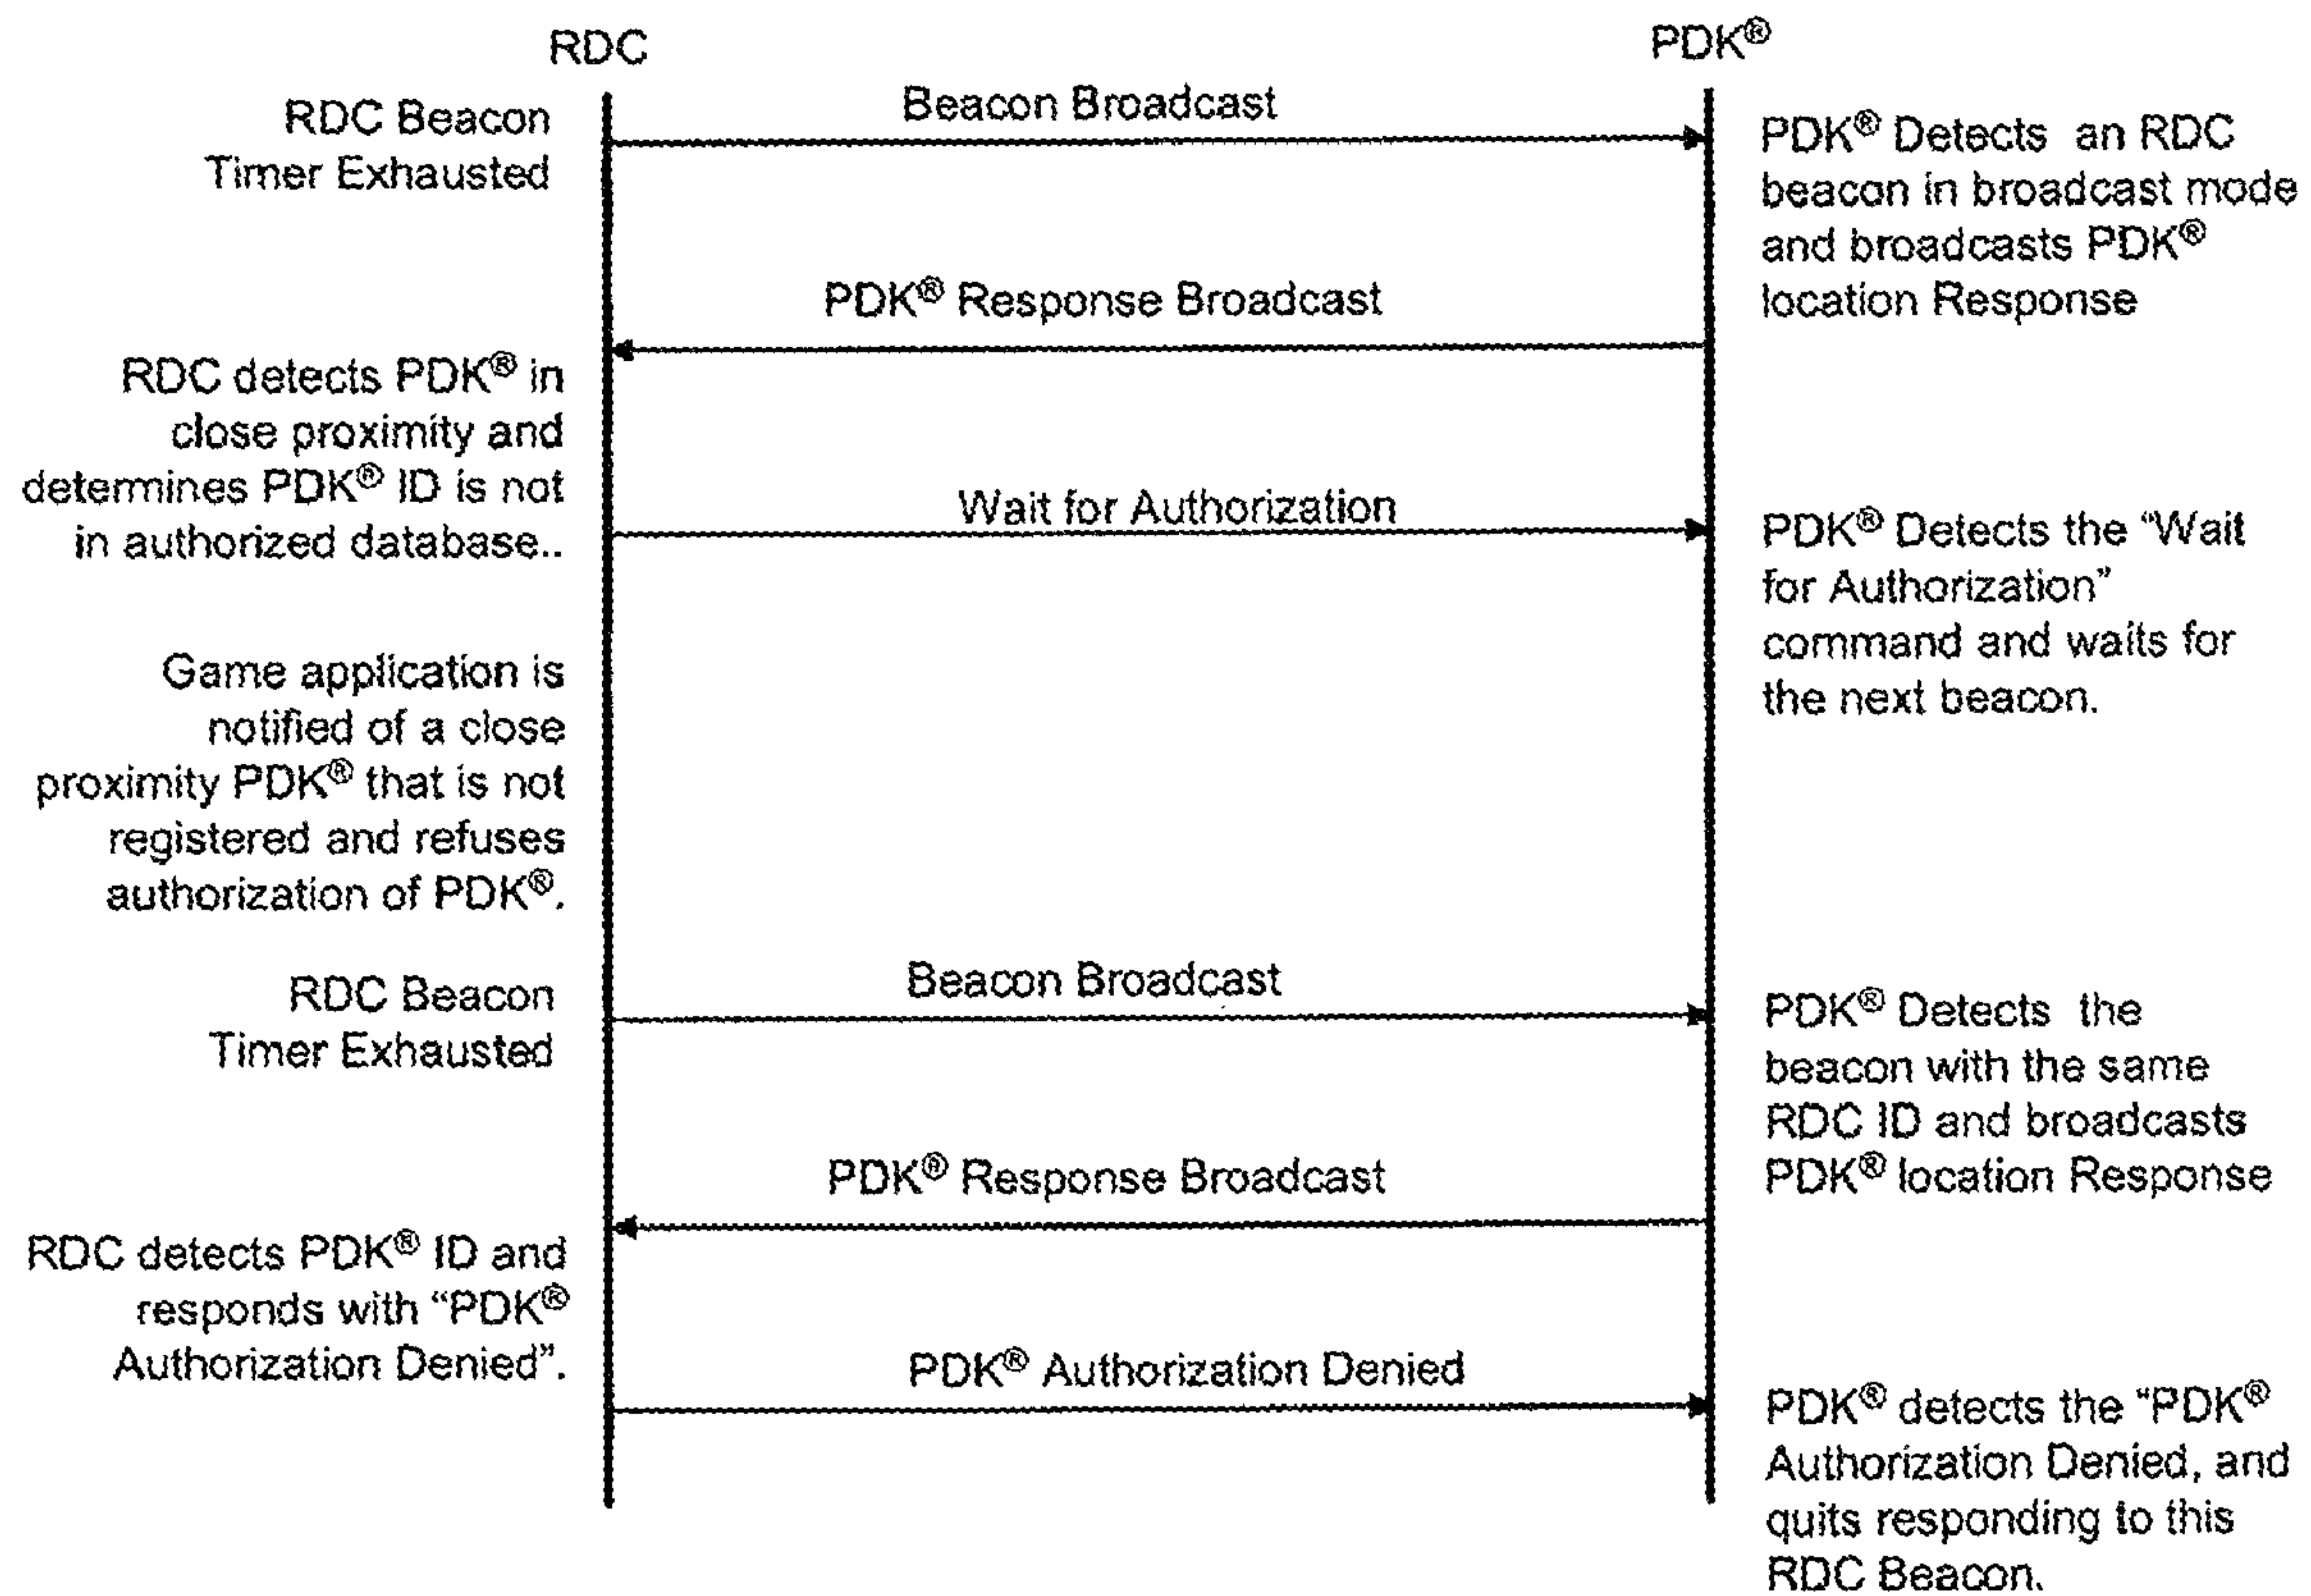 RDC
PDK®
RDC Beacon
Timer Exhausted
Beacon Broadcast
PDK® Detects an RDC
beacon in broadcast mode
and broadcasts PDK®
location Response
PDK® Response Broadcast
RDC detects PDK® in
close proximity and
determines PDK® ID is not
in authorized database..
Wait for Authorization
PDK® Detects the “Wait
for Authorization”
command and waits for
the next beacon.
Game application is
notified of a close
proximity PDK® that is not
registered and refuses
authorization of PDK®.
RDC Beacon
Timer Exhausted
Beacon Broadcast
PDK® Detects the
beacon with the same
RDC ID and broadcasts
PDK® location Response
PDK® Response Broadcast
RDC detects PDK® ID and
responds with “PDK®
Authorization Denied”.
PDK® Authorization Denied
PDK® detects the “PDK®
Authorization Denied, and
quits responding to this
RDC Beacon.